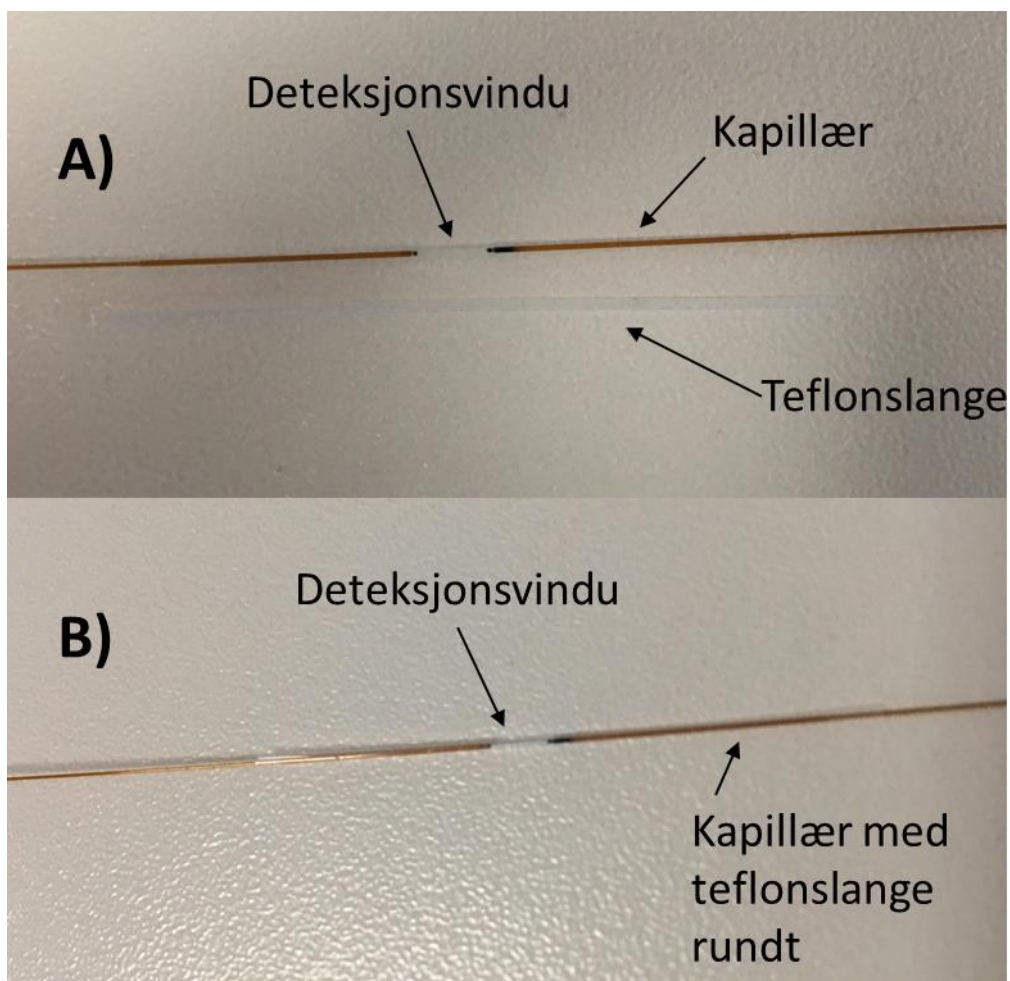 Deteksjonsvindu
A)
Kapillær
Teflonslange
Deteksjonsvindu
B)
Kapillær med
teflonslange
rundt